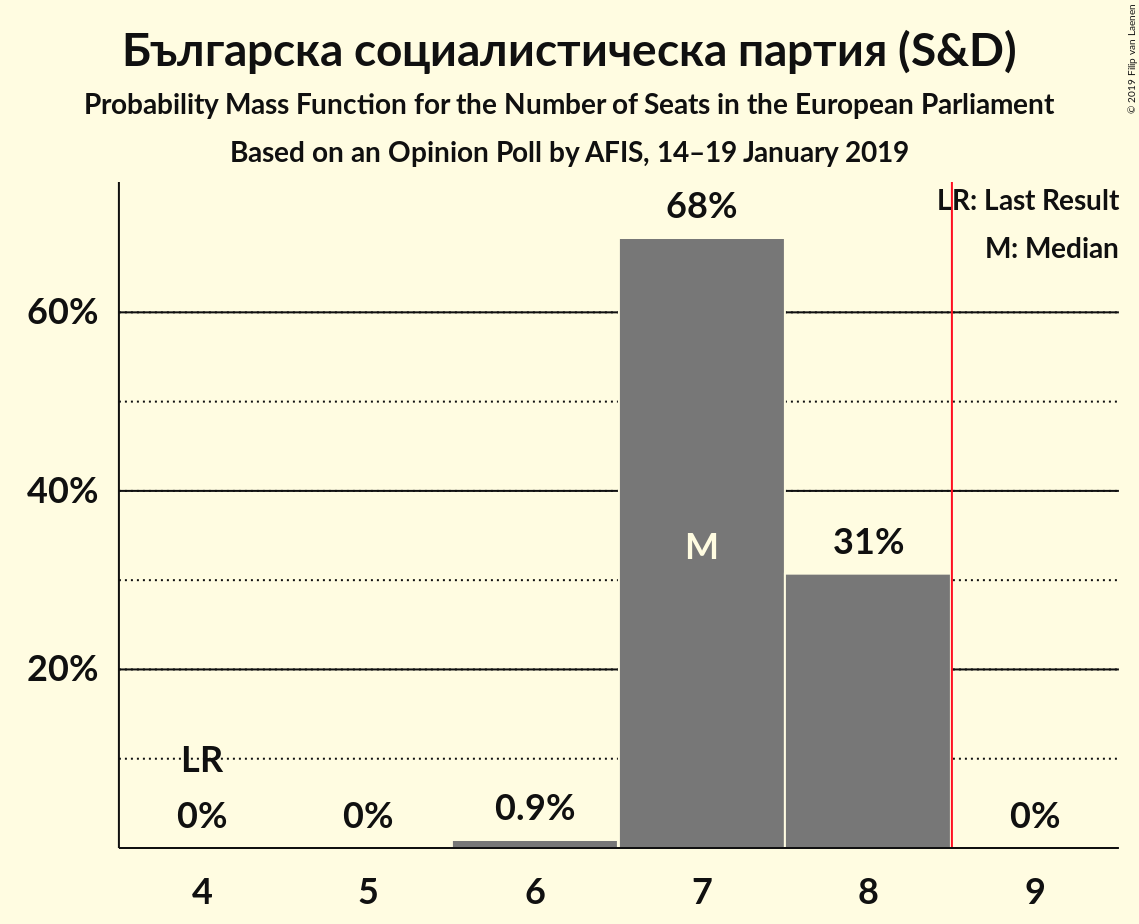 Българска социалистическа партия (S&D)
Probability Mass Function for the Number of Seats in the European Parliament
Based on an Opinion Poll by AFIS, 14–19 January 2019
© 2019 Filip van Laenen
LR: Last Result
M: Median
68%
60%
40%
31%
M
20%
LR
0%
0%
0.9%
0%
4
5
6
7
8
9